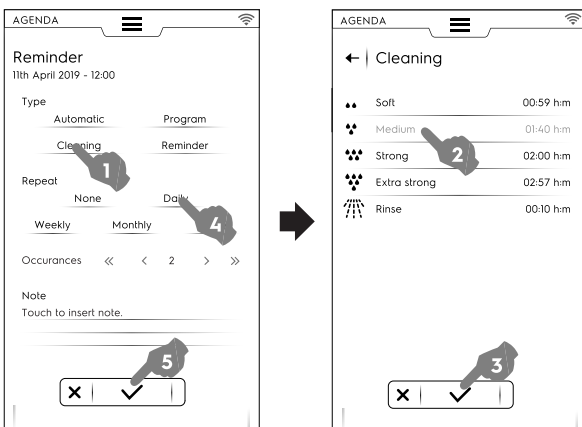 AGENDA
Reminder
11th April 2019 - 12:00
Type
Automatic Program
Cleaning Reminder
Repeat
None Daily
Weekly Monthly
Occurances « < 2 > »
Note
Touch to insert note.
1
4
5
AGENDA
Cleaning
Soft 00:59 h:m
Medium 01:40 h:m
Strong 02:00 h:m
Extra strong 02:57 h:m
Rinse 00:10 h:m
2
3